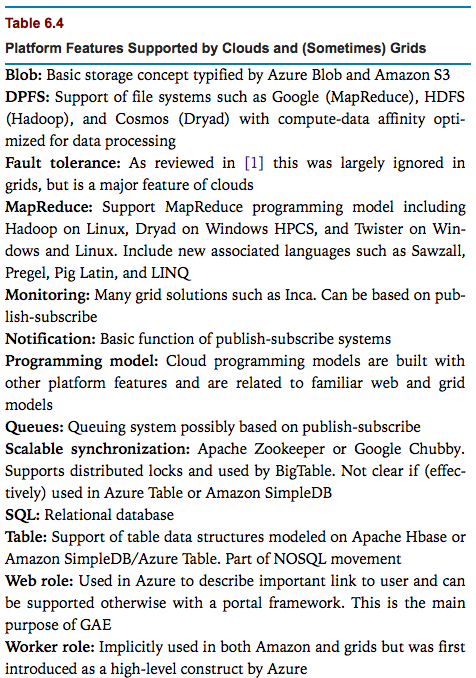 Table 6.4
Platform Features Supported by Clouds and (Sometimes) Grids
Blob: Basic storage concept typified by Azure Blob and Amazon S3
DPFS: Support of file systems such as Google (MapReduce), HDFS
(Hadoop), and Cosmos (Dryad) with compute-data affinity opti-
mized for data processing
Fault tolerance: As reviewed in [1] this was largely ignored in
grids, but is a major feature of clouds
MapReduce: Support MapReduce programming model including
Hadoop on Linux, Dryad on Windows HPCS, and Twister on Win-
dows and Linux. Include new associated languages such as Sawzall,
Pregel, Pig Latin, and LINQ
Monitoring: Many grid solutions such as Inca. Can be based on pub-
lish-subscribe
Notification: Basic function of publish-subscribe systems
Programming model: Cloud programming models are built with
other platform features and are related to familiar web and grid
models
Queues: Queuing system possibly based on publish-subscribe
Scalable synchronization: Apache Zookeeper or Google Chubby.
Supports distributed locks and used by BigTable. Not clear if (effec-
tively) used in Azure Table or Amazon SimpleDB
SQL: Relational database
Table: Support of table data structures modeled on Apache Hbase or
Amazon SimpleDB/Azure Table. Part of NOSQL movement
Web role: Used in Azure to describe important link to user and can
be supported otherwise with a portal framework. This is the main
purpose of GAE
Worker role: Implicitly used in both Amazon and grids but was first
introduced as a high-level construct by Azure